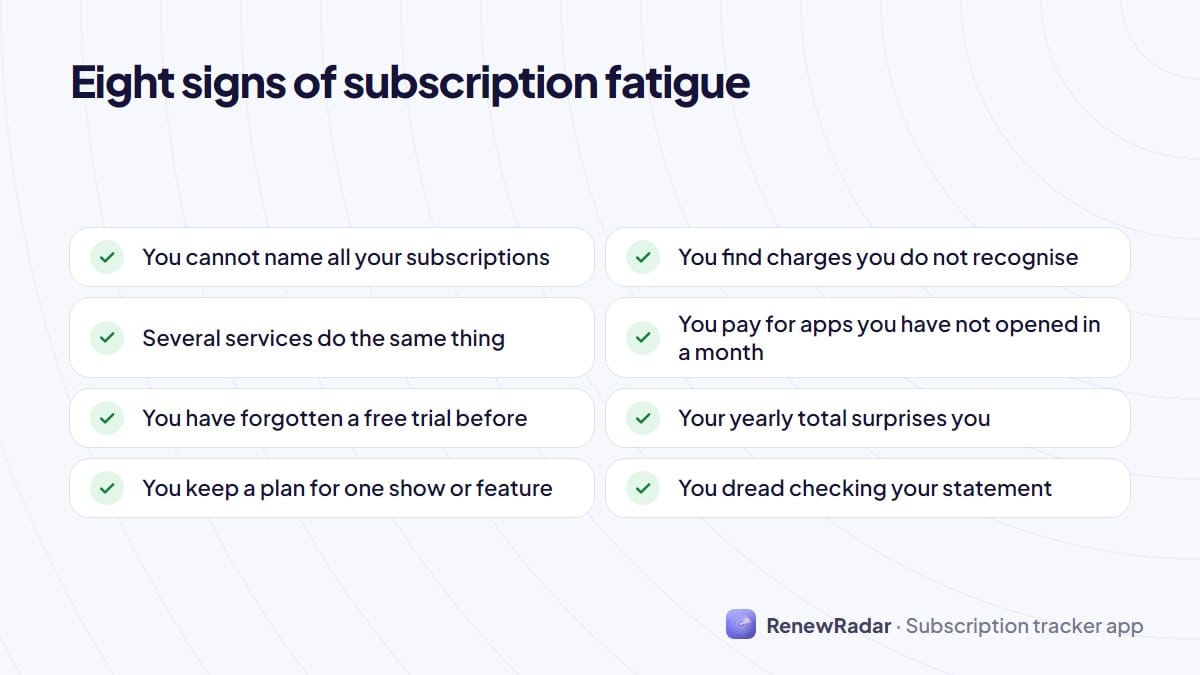 Eight signs of subscription fatigue
You cannot name all your subscriptions
You find charges you do not recognise
Several services do the same thing
You pay for apps you have not opened in
a month
You have forgotten a free trial before
Your yearly total surprises you
You keep a plan for one show or feature
You dread checking your statement
RenewRadar · Subscription tracker app